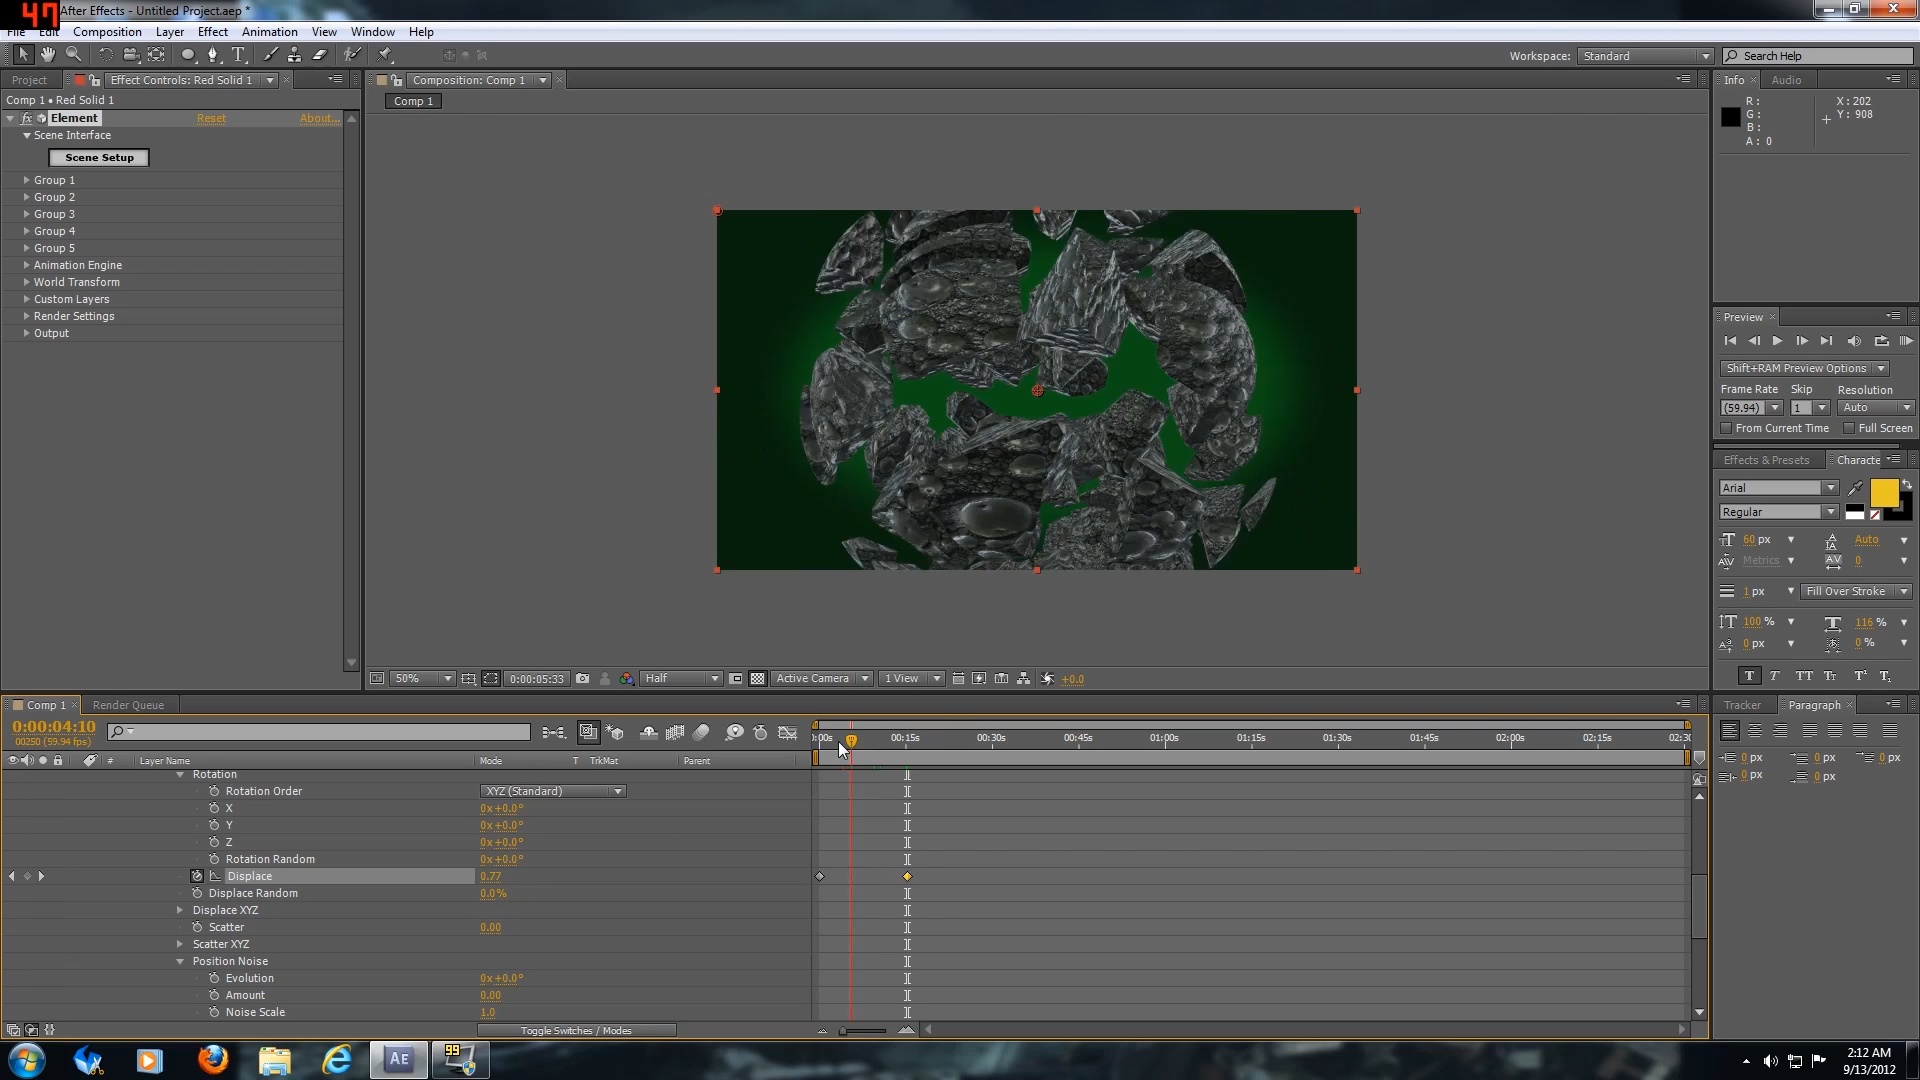 47
After Effects - Untitled Project.aep *
File Edit Composition Layer Effect Animation View Window Help
Workspace: Standard Search Help
Project Effect Controls: Red Solid 1 Composition: Comp 1 Info Audio
Comp 1 • Red Solid 1
Comp 1
Element Reset About...
Scene Interface
Scene Setup
Group 1
Group 2
Group 3
Group 4
Group 5
Animation Engine
World Transform
Custom Layers
Render Settings
Output
R: X: 202
G: Y: 908
B:
A: 0
Preview
Shift+RAM Preview Options
Frame Rate Skip Resolution
(59.94) 1 Auto
From Current Time Full Screen
Effects & Presets Characte
Arial
Regular
60 px Auto
Metrics 0
1 px Fill Over Stroke
100 % 116 %
0 px 0 %
T T TT Tt T¹ T₁
50% 0:00:05:33 Half Active Camera 1 View +0.0
Comp 1 Render Queue
Tracker Paragraph
0:00:04:10
00250 (59.94 fps)
0:00s 00:15s 00:30s 00:45s 01:00s 01:15s 01:30s 01:45s 02:00s 02:15s 02:30
# Layer Name Mode T TrkMat Parent
0 px 0 px 0 px
0 px 0 px
Rotation
Rotation Order XYZ (Standard)
X 0x+0.0°
Y 0x+0.0°
Z 0x+0.0°
Rotation Random 0x+0.0°
Displace 0.77
Displace Random 0.0%
Displace XYZ
Scatter 0.00
Scatter XYZ
Position Noise
Evolution 0x+0.0°
Amount 0.00
Noise Scale 1.0
Toggle Switches / Modes
Ae
99
2:12 AM
9/13/2012